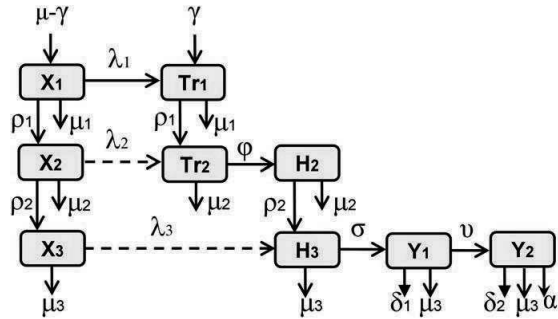 μ-γ γ
X₁ λ₁ Tr₁
ρ₁ μ₁ ρ₁ μ₁
X₂ λ₂ Tr₂ φ H₂
ρ₂ μ₂ μ₂ ρ₂ μ₂
X₃ λ₃ H₃ σ Y₁ υ Y₂
μ₃ μ₃ δ₁ μ₃ δ₂ μ₃ α